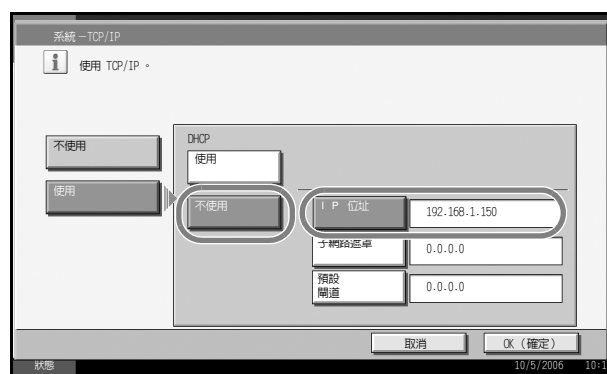 系統－TCP/IP
使用 TCP/IP。
不使用
使用
DHCP
使用
不使用
IP 位址
192.168.1.150
子網路遮罩
0.0.0.0
預設
閘道
0.0.0.0
取消
OK（確定）
狀態
10/5/2006